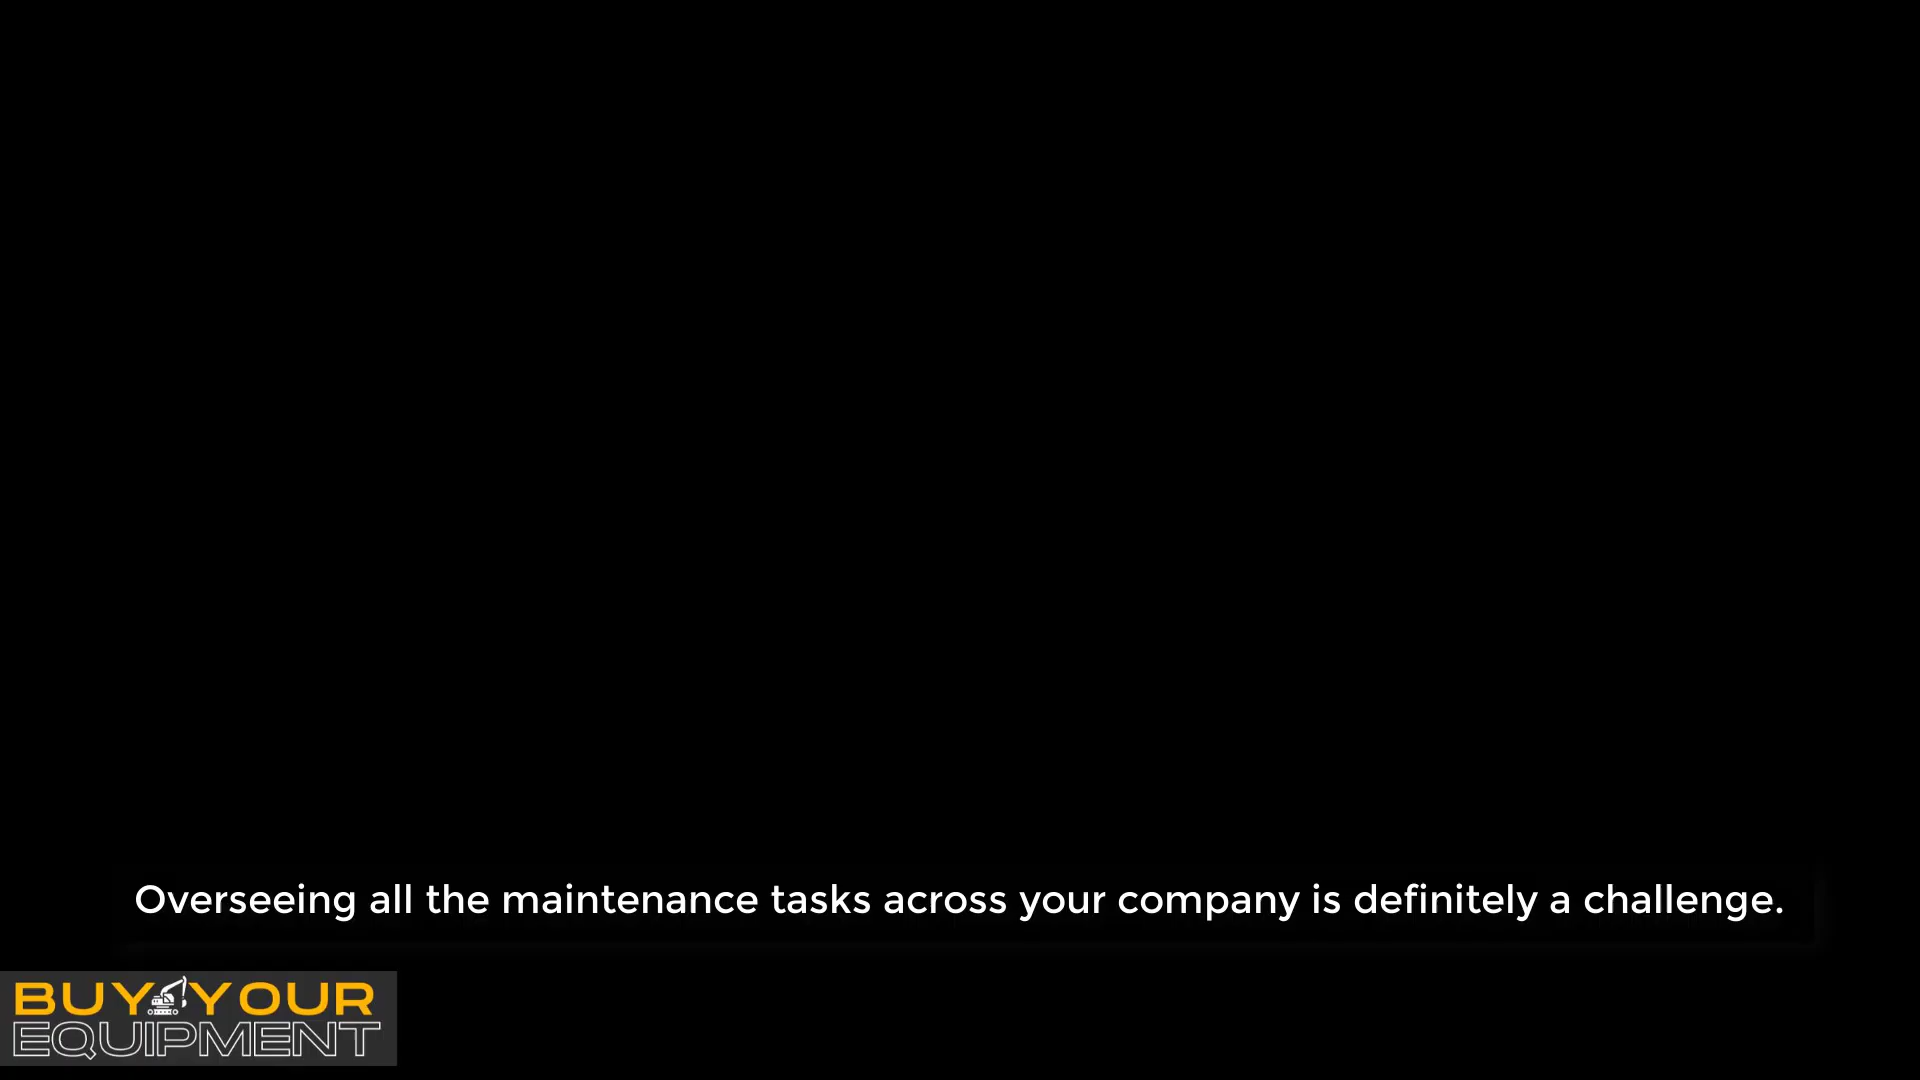 Overseeing all the maintenance tasks across your company is definitely a challenge.
BUY YOUR
EQUIPMENT